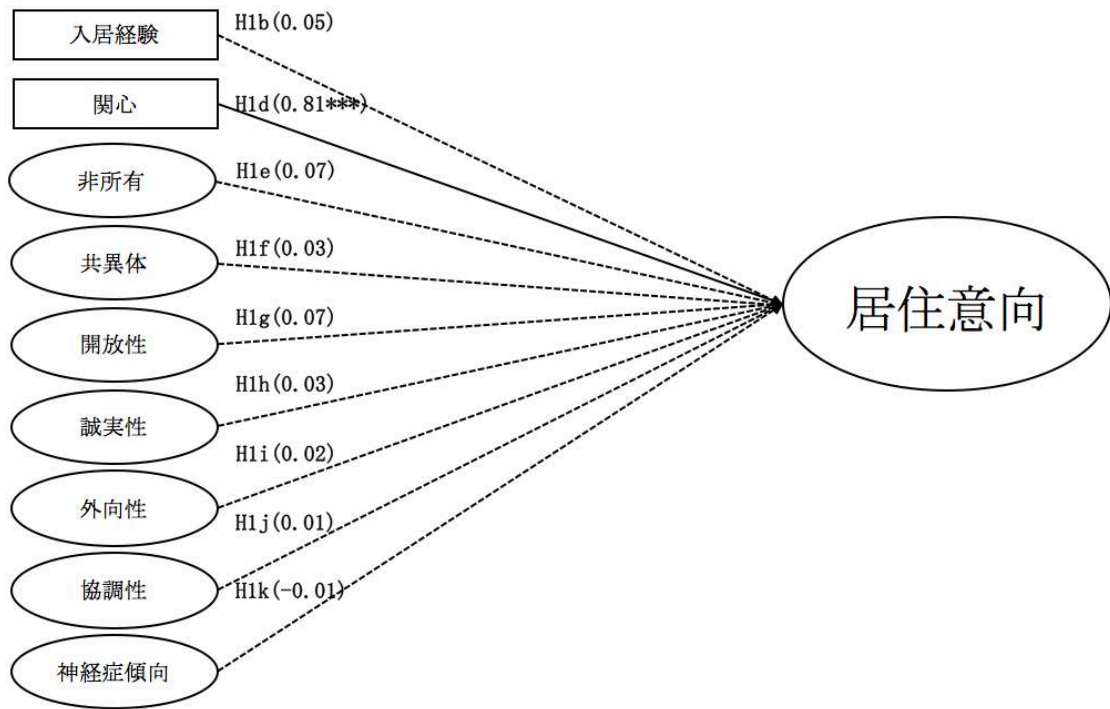 入居経験
H1b(0.05)
関心
H1d(0.81***)
非所有
H1e(0.07)
共異体
H1f(0.03)
開放性
H1g(0.07)
誠実性
H1h(0.03)
外向性
H1i(0.02)
協調性
H1j(0.01)
神経症傾向
H1k(-0.01)
居住意向